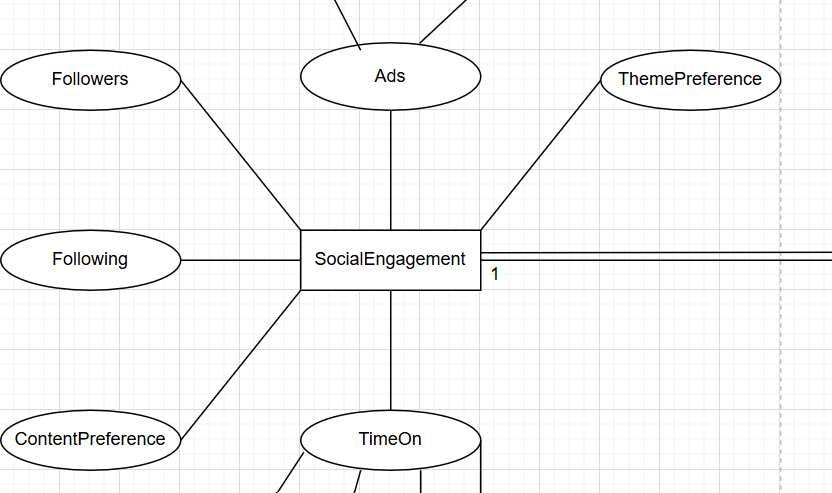 Followers
Ads
ThemePreference
Following
SocialEngagement
1
ContentPreference
TimeOn